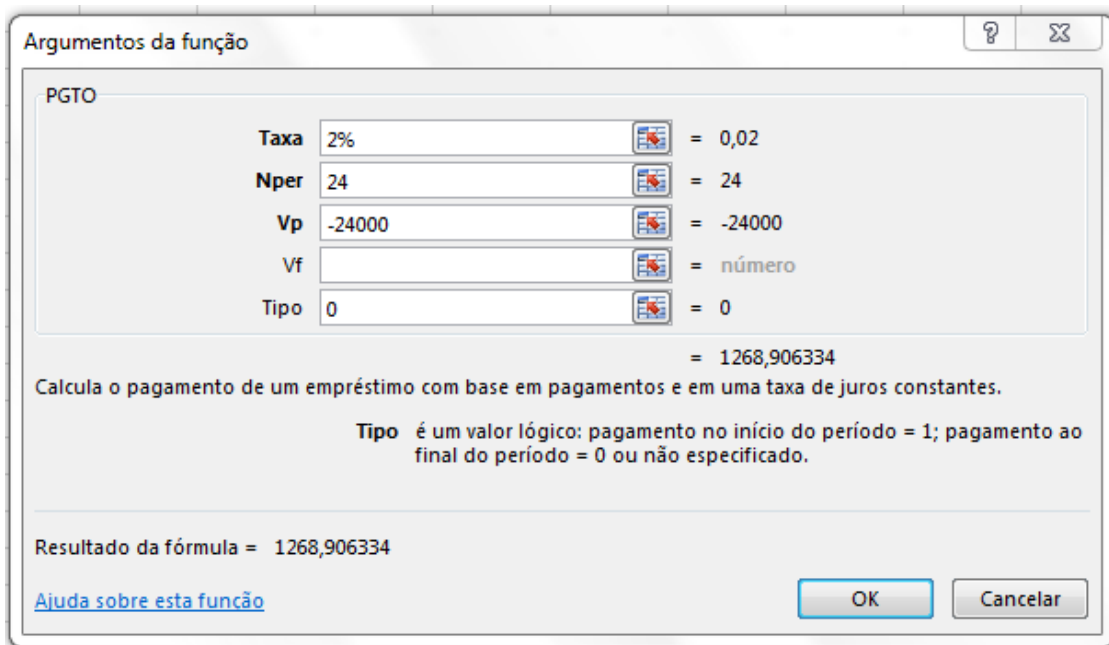 Argumentos da função
?
PGTO
Taxa 2% = 0,02
Nper 24 = 24
Vp -24000 = -24000
Vf = número
Tipo 0 = 0
= 1268,906334
Calcula o pagamento de um empréstimo com base em pagamentos e em uma taxa de juros constantes.
Tipo é um valor lógico: pagamento no início do período = 1; pagamento ao
final do período = 0 ou não especificado.
Resultado da fórmula = 1268,906334
Ajuda sobre esta função
OK Cancelar